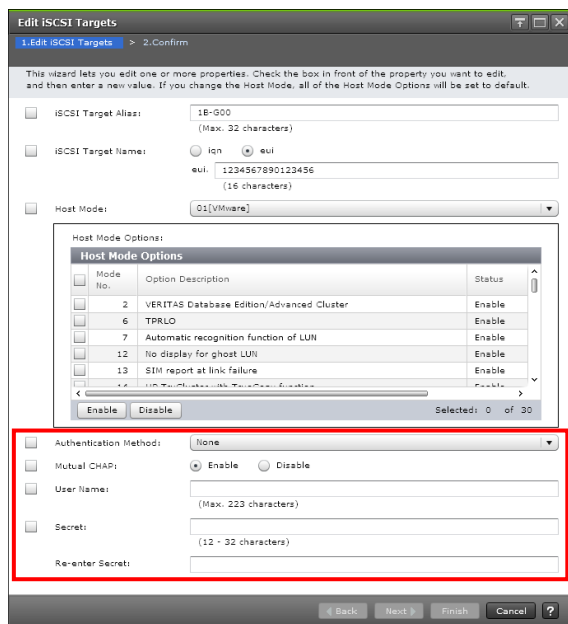 Edit iSCSI Targets
1.Edit iSCSI Targets > 2.Confirm
This wizard lets you edit one or more properties. Check the box in front of the property you want to edit,
and then enter a new value. If you change the Host Mode, all of the Host Mode Options will be set to default.
iSCSI Target Alias: 1B-G00
(Max. 32 characters)
iSCSI Target Name: iqn eui
eui. 1234567890123456
(16 characters)
Host Mode: 01[VMware]
Host Mode Options:
Host Mode Options
Mode No. Option Description Status
2 VERITAS Database Edition/Advanced Cluster Enable
6 TPRLO Enable
7 Automatic recognition function of LUN Enable
12 No display for ghost LUN Enable
13 SIM report at link failure Enable
Enable Disable Selected: 0 of 30
Authentication Method: None
Mutual CHAP: Enable Disable
User Name:
(Max. 223 characters)
Secret:
(12 - 32 characters)
Re-enter Secret:
Back Next Finish Cancel ?